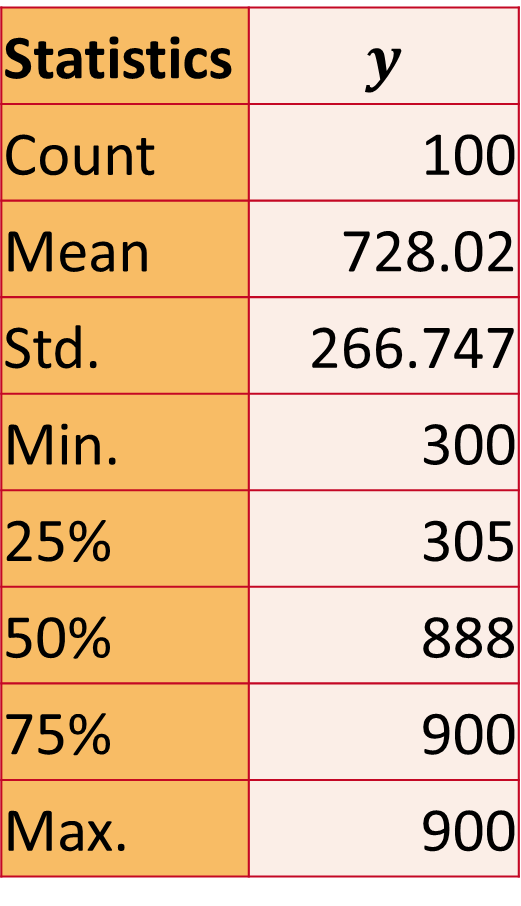 Statistics y
Count 100
Mean 728.02
Std. 266.747
Min. 300
25% 305
50% 888
75% 900
Max. 900